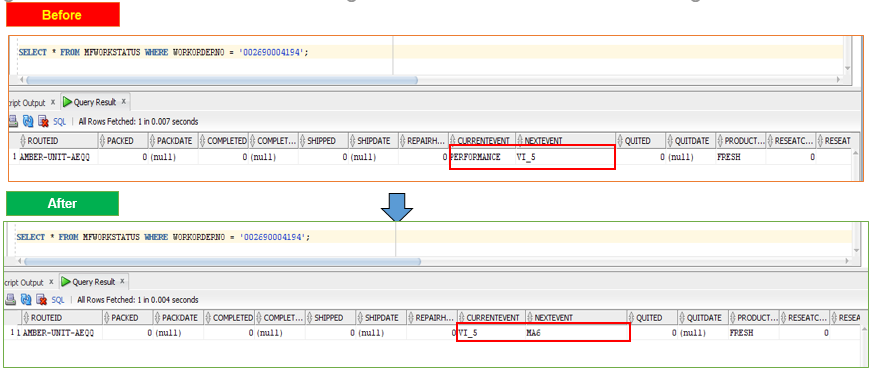 Before
SELECT * FROM MFWORKSTATUS WHERE WORKORDERNO = '002690004194';
cript Output x Query Result x
SQL | All Rows Fetched: 1 in 0.007 seconds
ROUTEID PACKED PACKDATE COMPLETED COMPLET... SHIPPED SHIPDATE REPAIRH... CURRENTEVENT NEXTEVENT QUITED QUITDATE PRODUCT... RESEATC... RESEAT
1 AMBER-UNIT-AEQQ 0 (null) 0 (null) 0 (null) 0 PERFORMANCE VI_5 0 (null) FRESH 0
After
SELECT * FROM MFWORKSTATUS WHERE WORKORDERNO = '002690004194';
cript Output x Query Result x
SQL | All Rows Fetched: 1 in 0.004 seconds
ROUTEID PACKED PACKDATE COMPLETED COMPLET... SHIPPED SHIPDATE REPAIRH... CURRENTEVENT NEXTEVENT QUITED QUITDATE PRODUCT... RESEATC... RESEA
1 AMBER-UNIT-AEQQ 0 (null) 0 (null) 0 (null) 0 VI_5 MA6 0 (null) FRESH 0